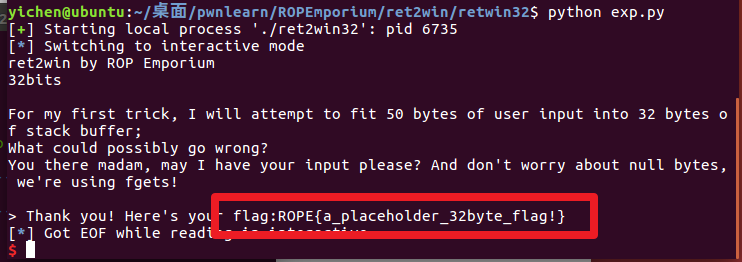 yichen@ubuntu:~/桌面/pwnlearn/ROPEmporium/ret2win/retwin32$ python exp.py
[+] Starting local process './ret2win32': pid 6735
[*] Switching to interactive mode
ret2win by ROP Emporium
32bits
For my first trick, I will attempt to fit 50 bytes of user input into 32 bytes o
f stack buffer;
What could possibly go wrong?
You there madam, may I have your input please? And don't worry about null bytes,
we're using fgets!
> Thank you! Here's your flag:ROPE{a_placeholder_32byte_flag!}
[*] Got EOF while reading in interactive
$